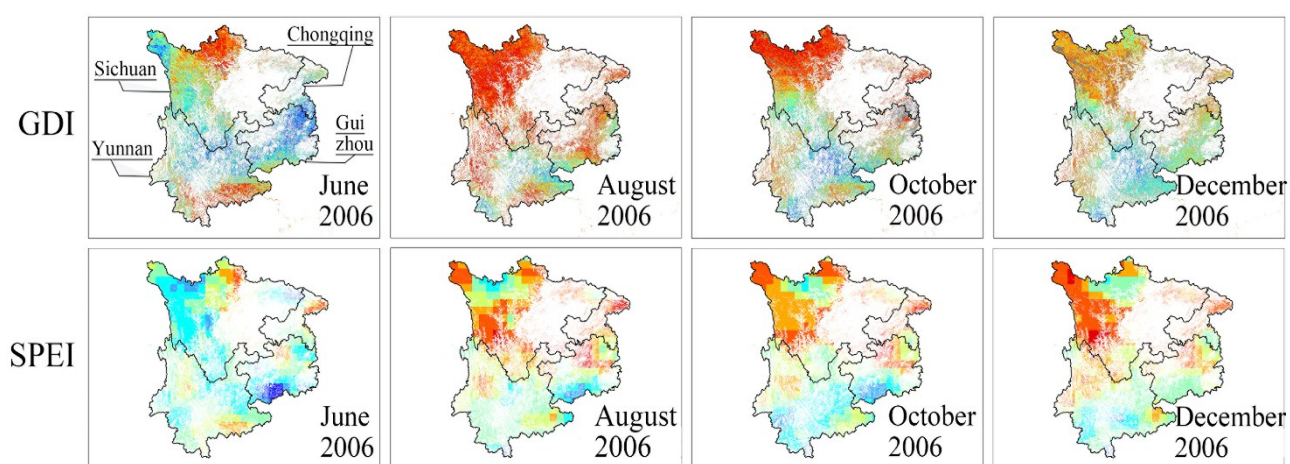 GDI
Chongqing
Sichuan
Yunnan
Gui
zhou
June
2006
August
2006
October
2006
December
2006
SPEI
June
2006
August
2006
October
2006
December
2006